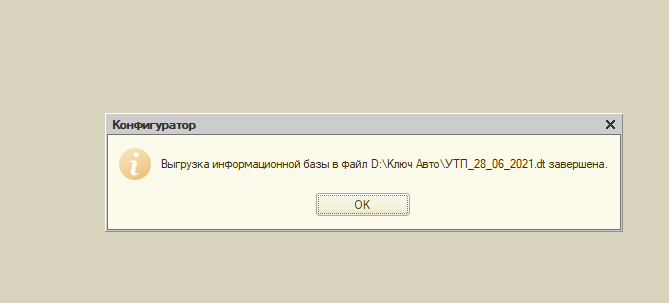 Конфигуратор
Выгрузка информационной базы в файл D:\Ключ Авто\УТП_28_06_2021.dt завершена.
OK